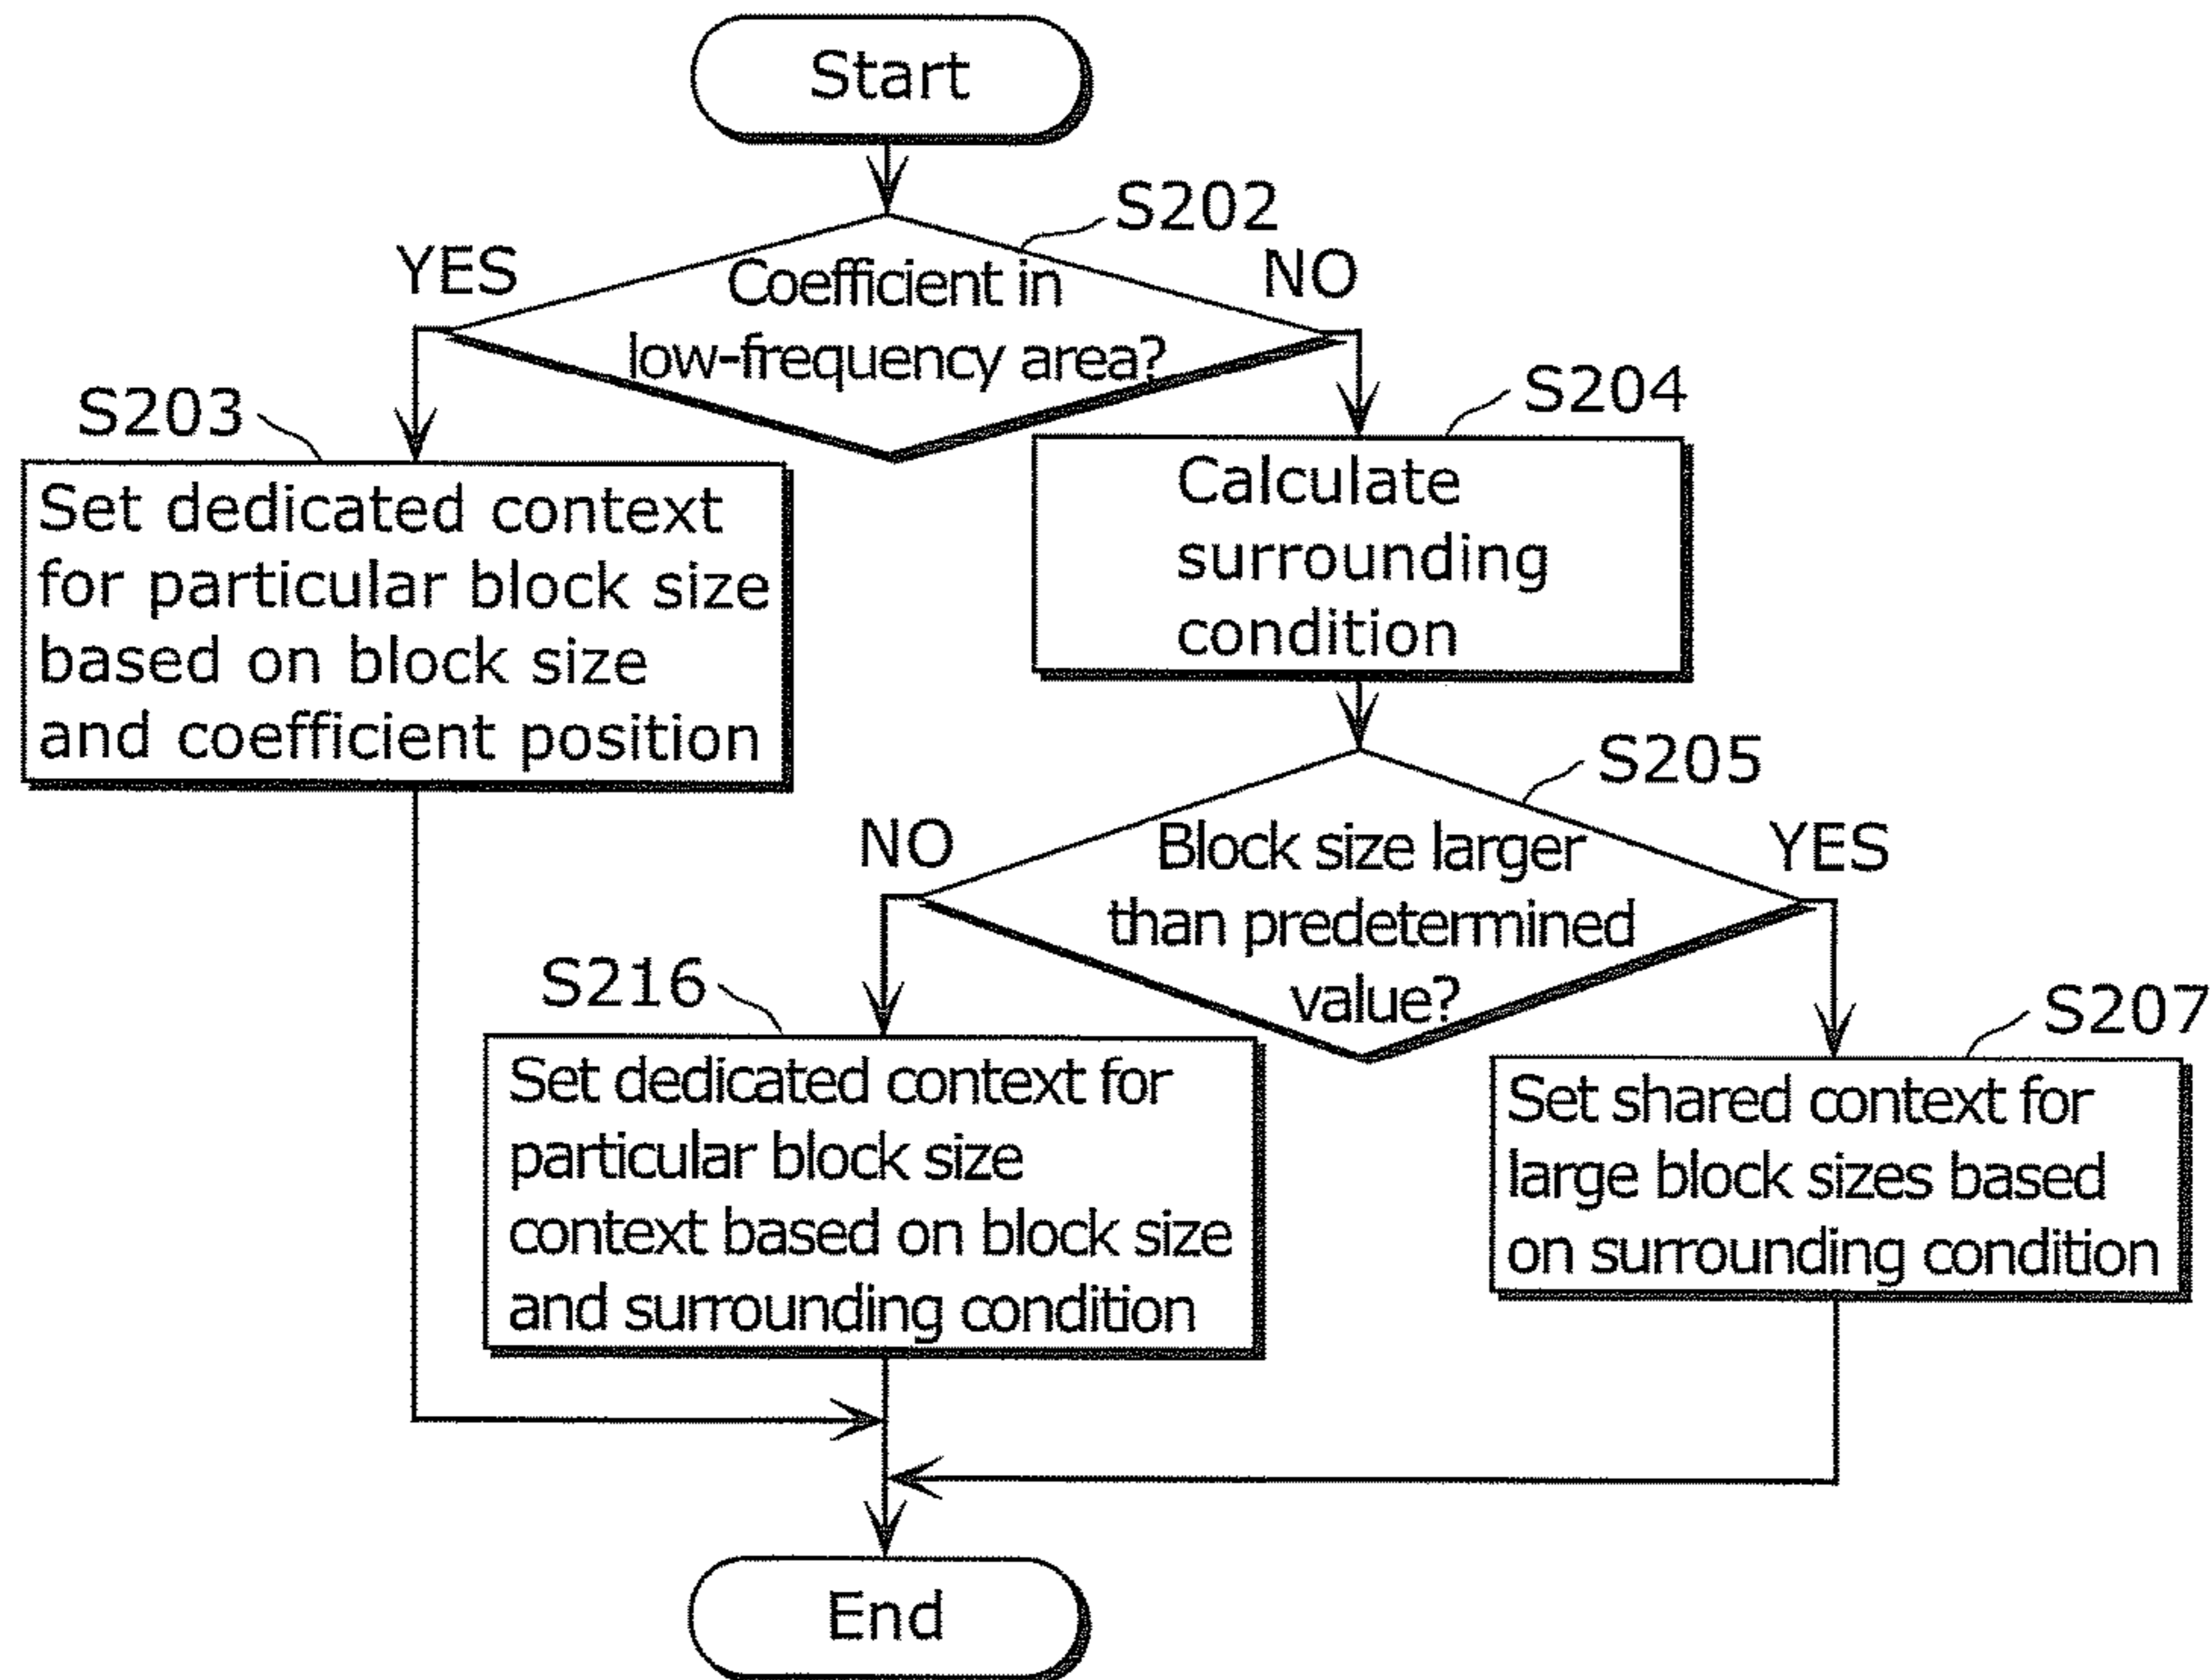 Start
S202
YES
NO
Coefficient in
low-frequency area?
S203
S204
Set dedicated context
for particular block size
based on block size
and coefficient position
Calculate
surrounding
condition
S205
NO
YES
Block size larger
than predetermined
value?
S216
S207
Set dedicated context for
particular block size
context based on block size
and surrounding condition
Set shared context for
large block sizes based
on surrounding condition
End